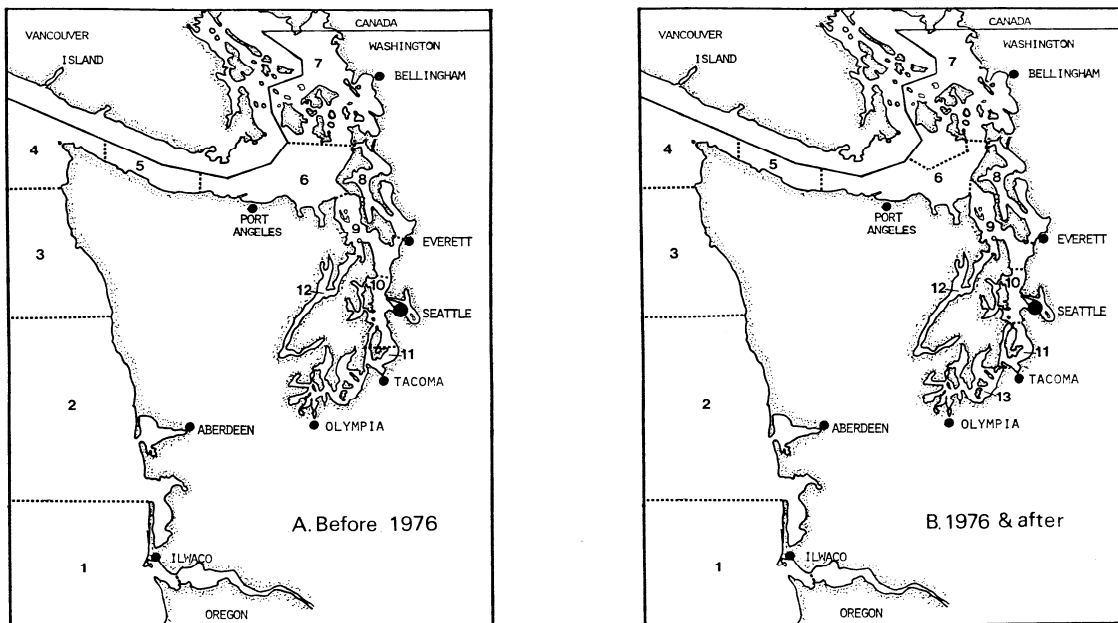 CANADA
VANCOUVER
WASHINGTON
7
ISLAND
BELLINGHAM
4
5
6
8
PORT
ANGELES
9
EVERETT
3
12
10
SEATTLE
11
TACOMA
2
ABERDEEN
OLYMPIA
A. Before 1976
ILWACO
1
OREGON
CANADA
VANCOUVER
WASHINGTON
7
ISLAND
BELLINGHAM
4
5
6
8
PORT
ANGELES
9
EVERETT
3
12
10
SEATTLE
11
TACOMA
13
2
ABERDEEN
OLYMPIA
B. 1976 & after
ILWACO
1
OREGON